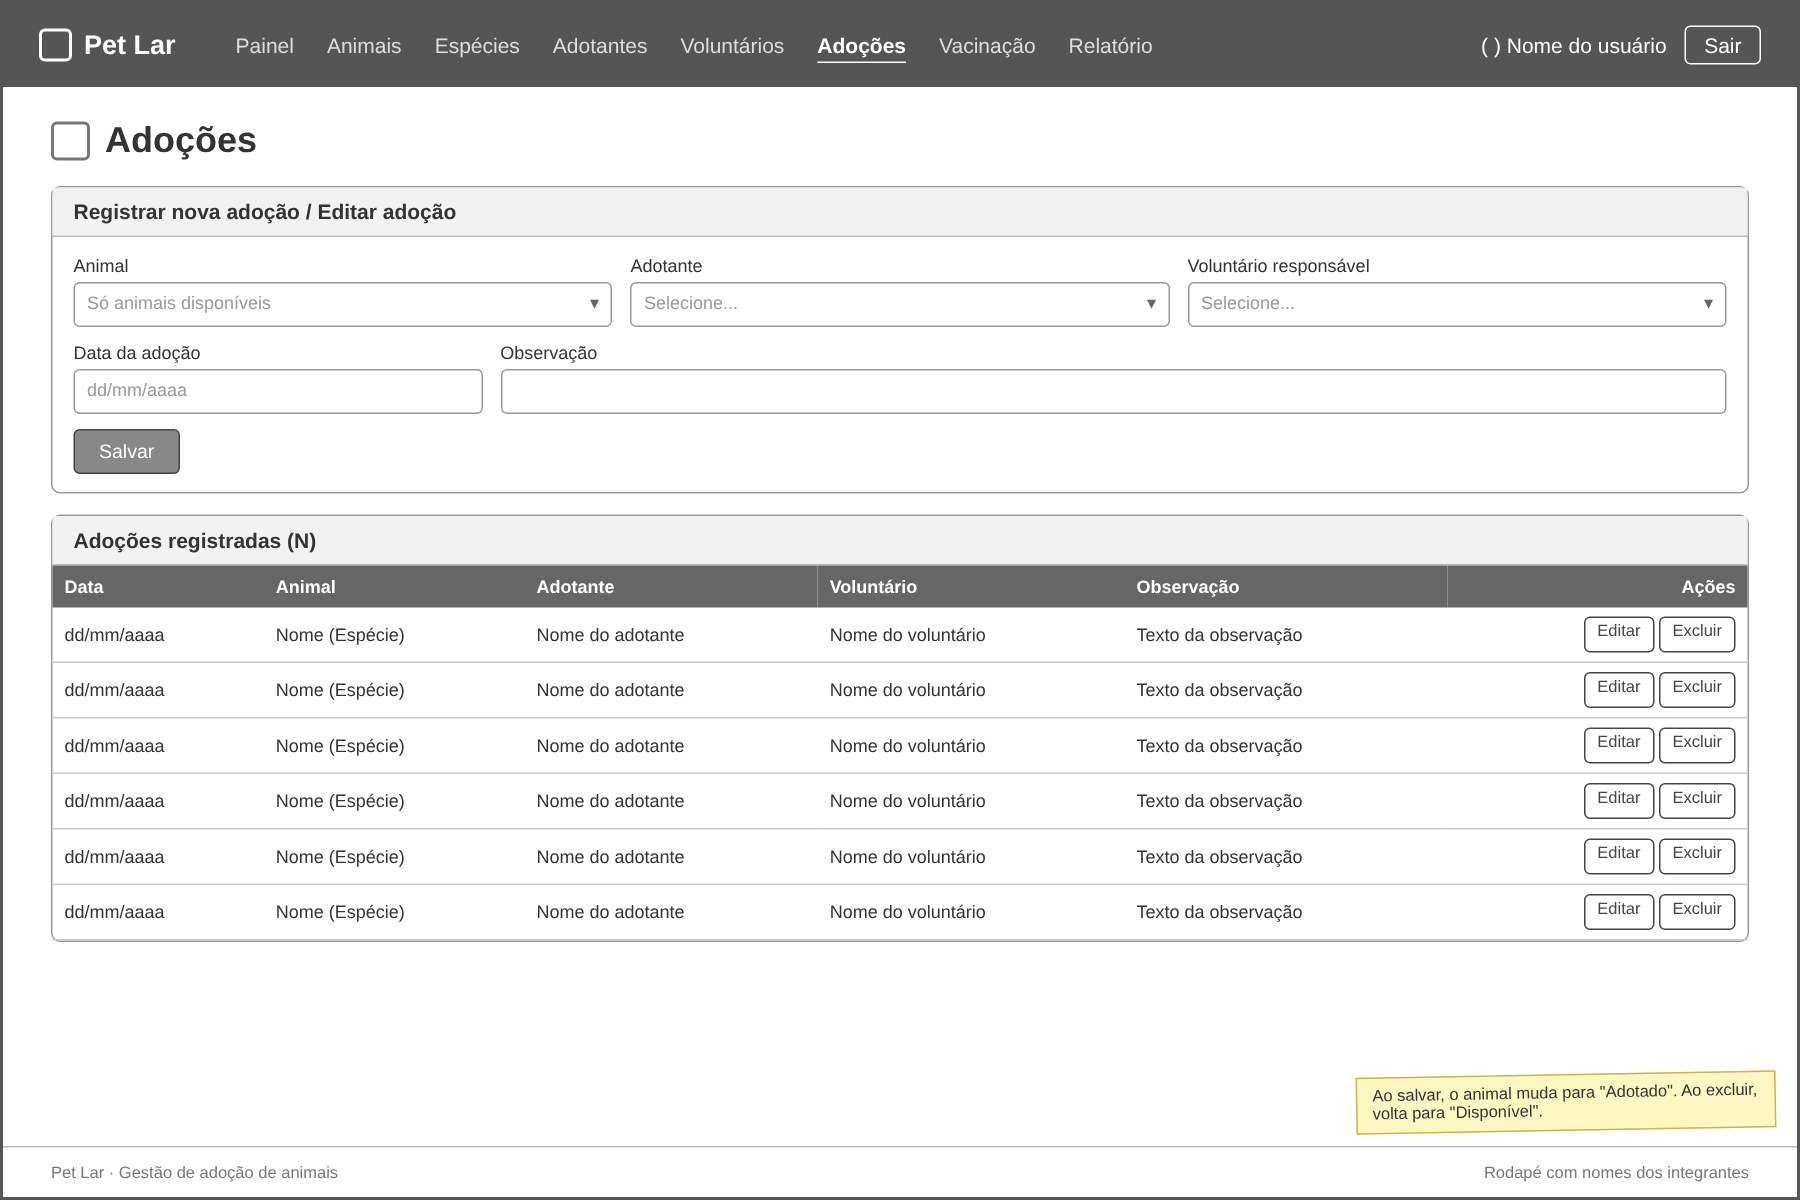 Pet Lar Painel Animais Espécies Adotantes Voluntários Adoções Vacinação Relatório ( ) Nome do usuário Sair
Adoções
Registrar nova adoção / Editar adoção
Animal Adotante Voluntário responsável
Só animais disponíveis ▾ Selecione... ▾ Selecione... ▾
Data da adoção Observação
dd/mm/aaaa
Salvar
Adoções registradas (N)
Data Animal Adotante Voluntário Observação Ações
dd/mm/aaaa Nome (Espécie) Nome do adotante Nome do voluntário Texto da observação Editar Excluir
dd/mm/aaaa Nome (Espécie) Nome do adotante Nome do voluntário Texto da observação Editar Excluir
dd/mm/aaaa Nome (Espécie) Nome do adotante Nome do voluntário Texto da observação Editar Excluir
dd/mm/aaaa Nome (Espécie) Nome do adotante Nome do voluntário Texto da observação Editar Excluir
dd/mm/aaaa Nome (Espécie) Nome do adotante Nome do voluntário Texto da observação Editar Excluir
dd/mm/aaaa Nome (Espécie) Nome do adotante Nome do voluntário Texto da observação Editar Excluir
Ao salvar, o animal muda para "Adotado". Ao excluir,
volta para "Disponível".
Pet Lar · Gestão de adoção de animais Rodapé com nomes dos integrantes